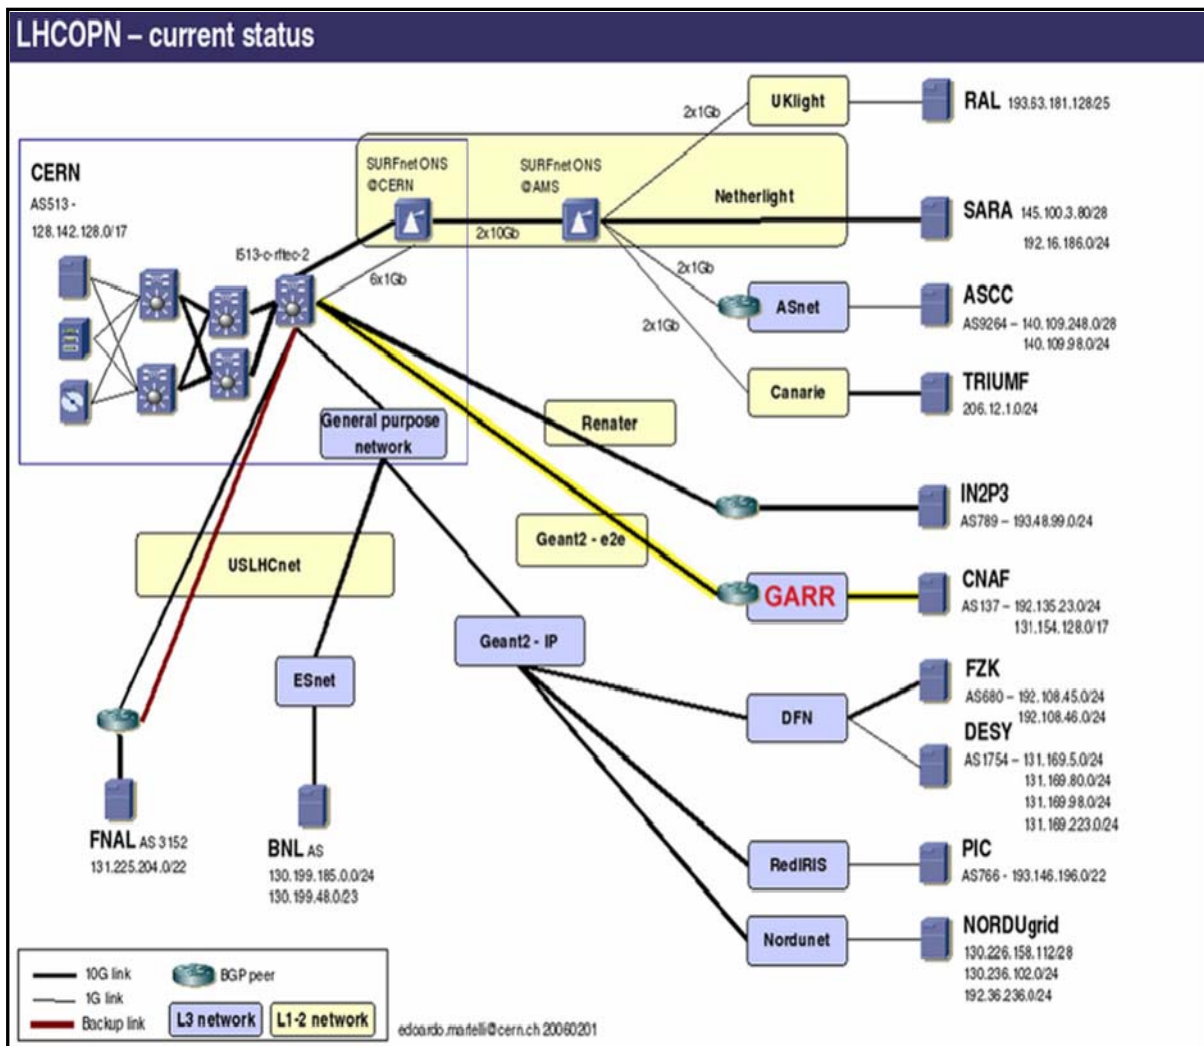 LHCOPN – current status
UKlight
RAL 193.63.181.128/25
2x1Gb
CERN
AS513 -
128.142.128.0/17
SURFnet ONS
@CERN
SURFnet ONS
@AMS
Netherlight
SARA 145.100.3.80/28
192.16.186.0/24
2x10Gb
l513-c-rftec-2
6x1Gb
2x1Gb
ASnet
ASCC
AS9264 – 140.109.248.0/28
140.109.98.0/24
2x1Gb
Canarie
TRIUMF
206.12.1.0/24
General purpose
network
Renater
IN2P3
AS789 – 193.48.99.0/24
Geant2 - e2e
USLHCnet
GARR
CNAF
AS137 – 192.135.23.0/24
131.154.128.0/17
Geant2 - IP
ESnet
DFN
FZK
AS680 – 192.108.45.0/24
192.108.46.0/24
DESY
AS1754 – 131.169.5.0/24
131.169.80.0/24
131.169.98.0/24
131.169.223.0/24
FNAL AS 3152
131.225.204.0/22
BNL AS
130.199.185.0.0/24
130.199.48.0/23
RedIRIS
PIC
AS766 - 193.146.196.0/22
Nordunet
NORDUgrid
130.226.158.112/28
130.236.102.0/24
192.36.236.0/24
10G link
BGP peer
1G link
Backup link
L3 network
L1-2 network
edoardo.martelli@cern.ch 20060201